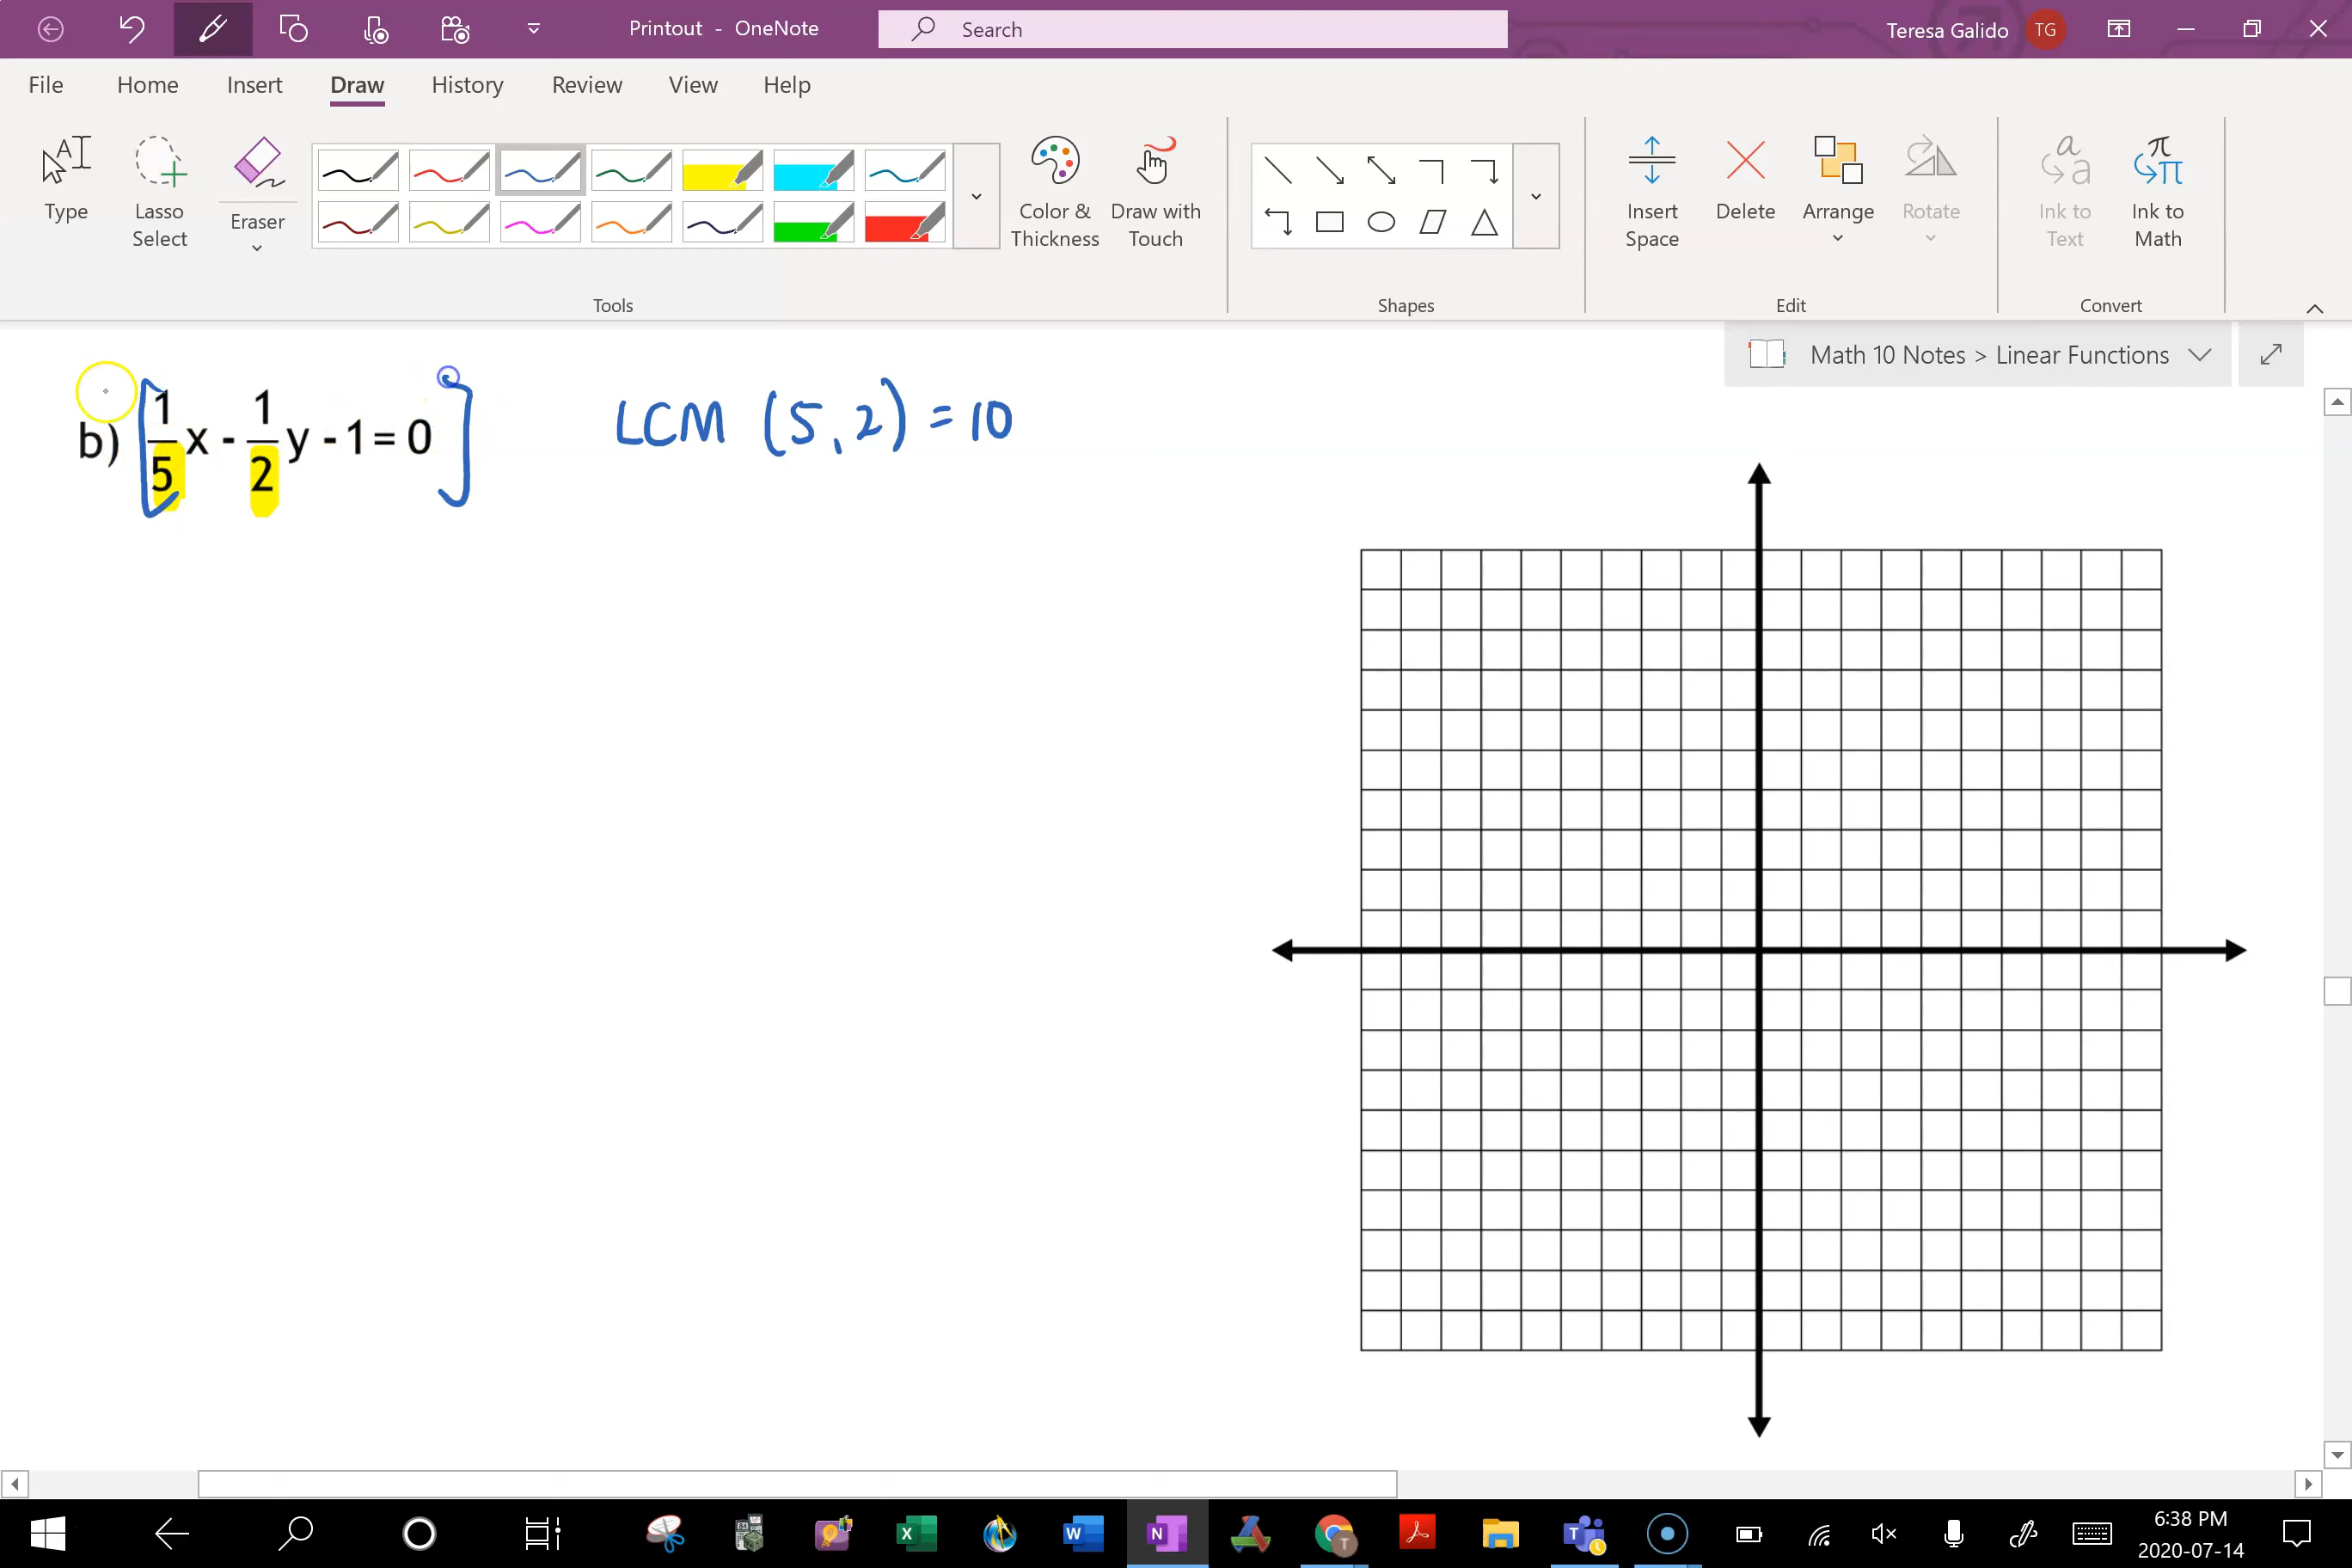 Printout - OneNote
Search
Teresa Galido TG
File Home Insert Draw History Review View Help
Type
Lasso Select
Eraser
Color & Thickness
Draw with Touch
Insert Space
Delete
Arrange
Rotate
Ink to Text
Ink to Math
Tools Shapes Edit Convert
Math 10 Notes > Linear Functions
b) [1/5 x - 1/2 y - 1 = 0] LCM (5, 2) = 10
6:38 PM
2020-07-14